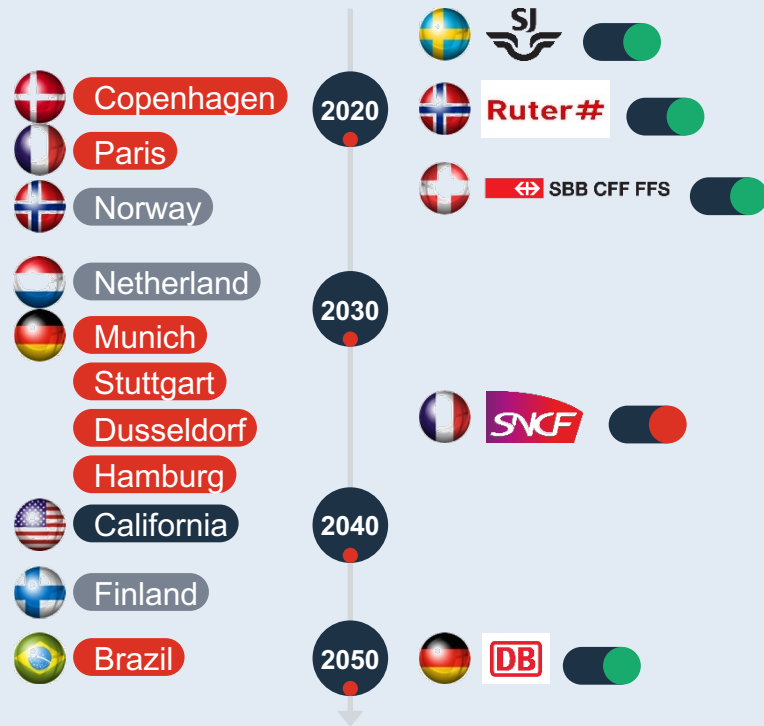 SJ
Copenhagen
2020
Ruter#
Paris
SBB CFF FFS
Norway
Netherland
2030
Munich
Stuttgart
SNCF
Dusseldorf
Hamburg
California
2040
Finland
Brazil
2050
DB